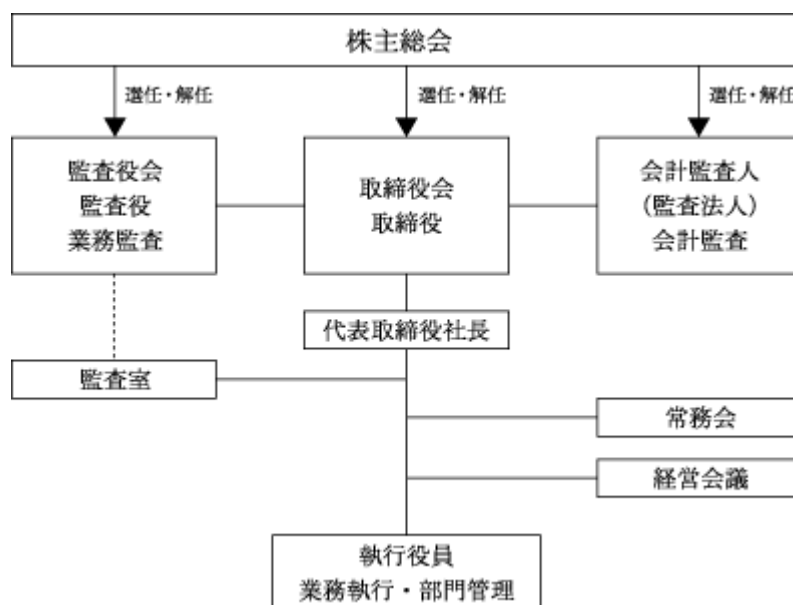 株主総会
選任・解任
選任・解任
選任・解任
監査役会
監査役
業務監査
取締役会
取締役
会計監査人
(監査法人)
会計監査
代表取締役社長
監査室
常務会
経営会議
執行役員
業務執行・部門管理